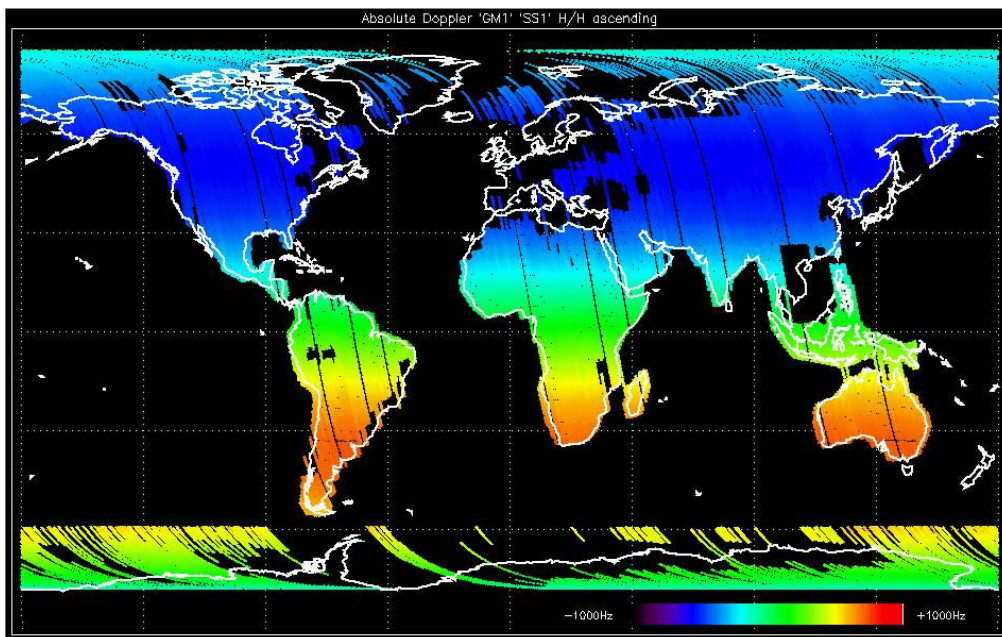 Absolute Doppler 'GM1' 'SS1' H/H ascending
-1000Hz +1000Hz